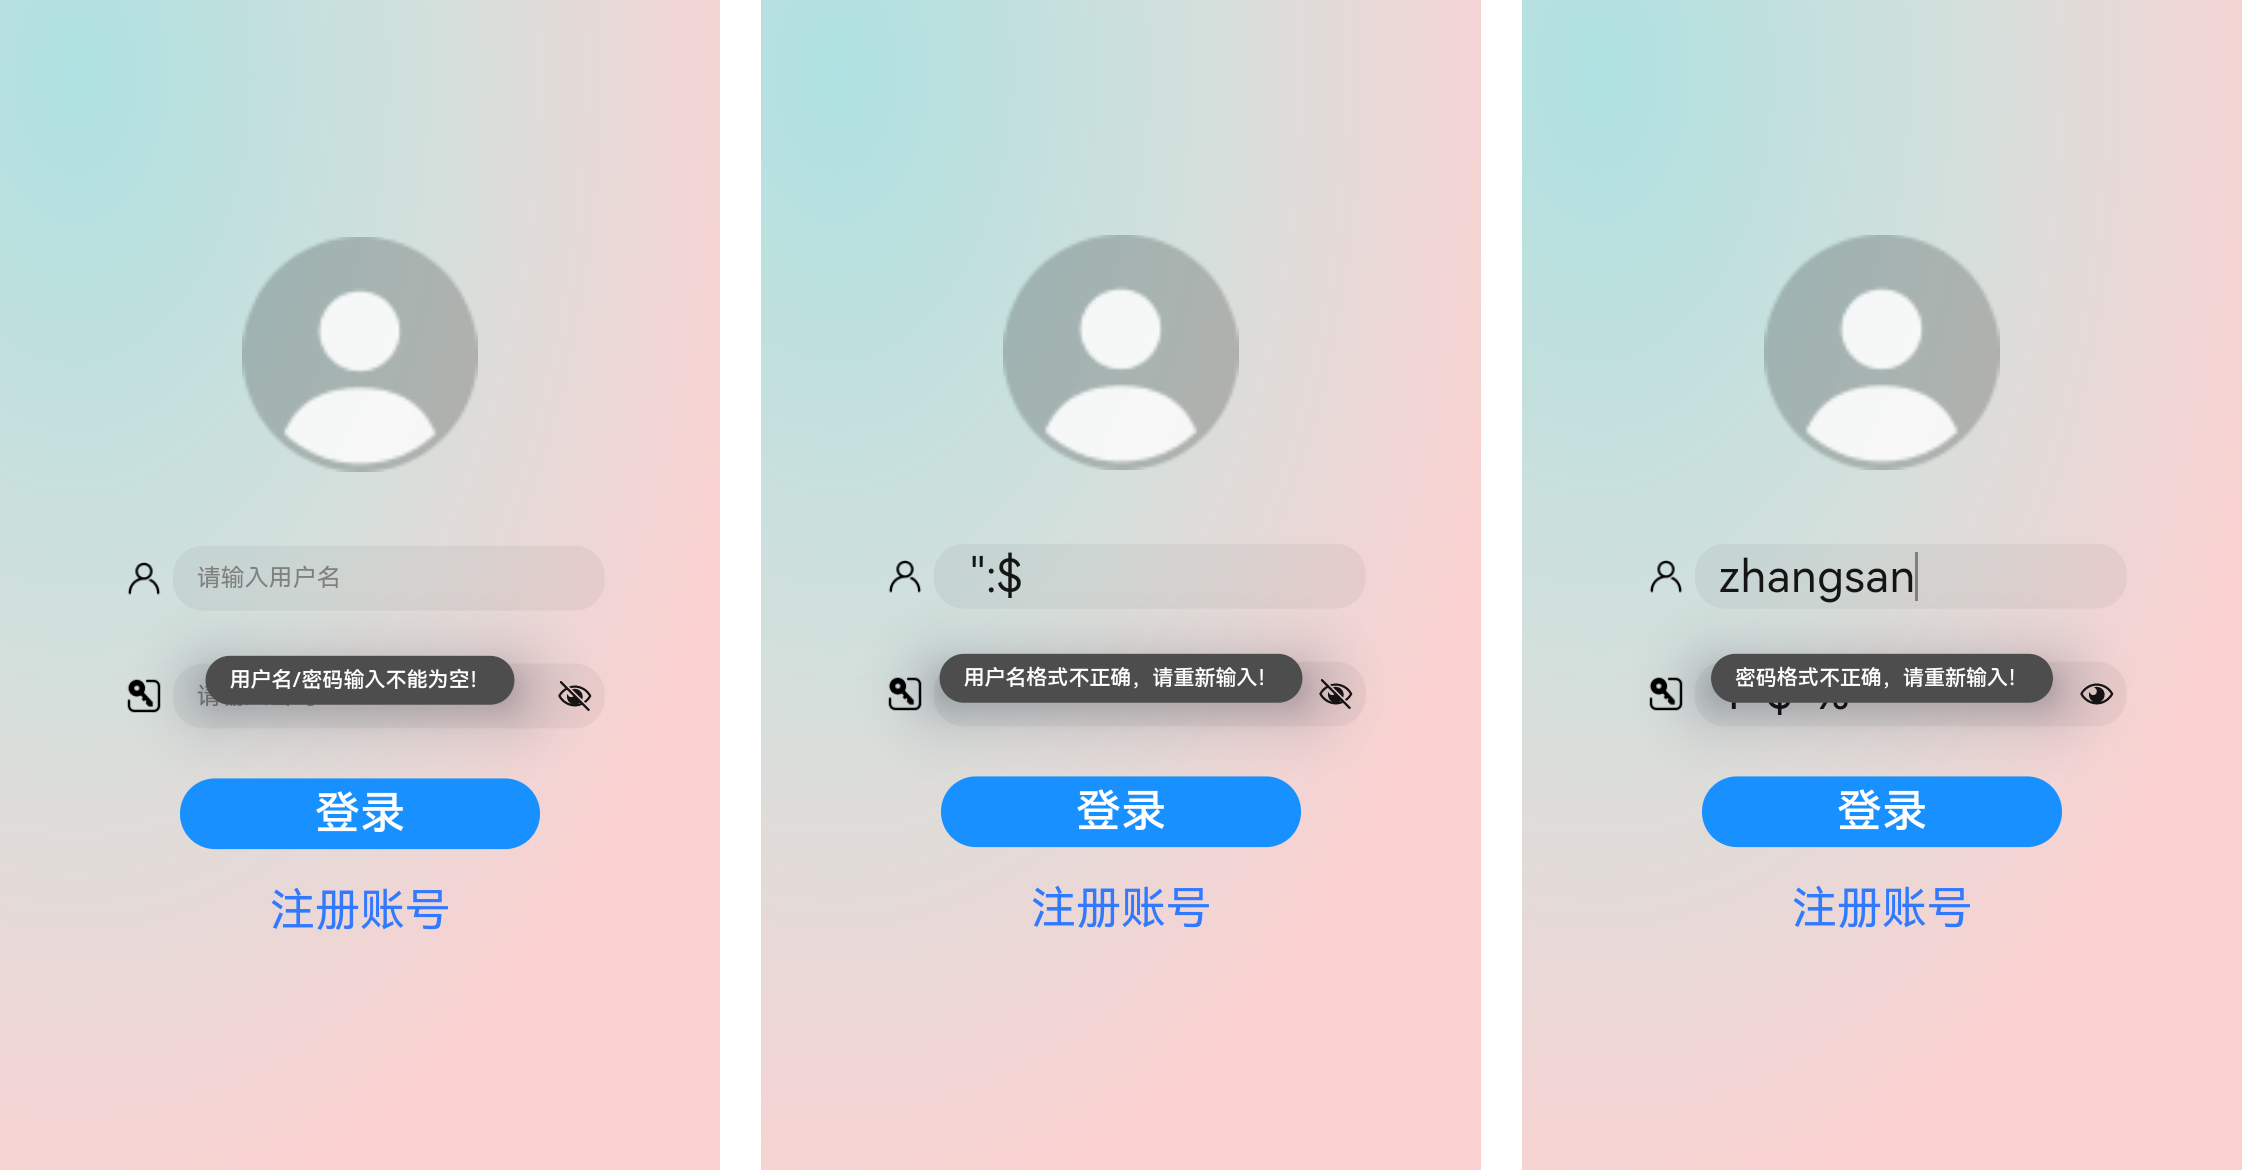 请输入用户名
用户名/密码输入不能为空!
登录
注册账号
":$
用户名格式不正确，请重新输入!
登录
注册账号
zhangsan
密码格式不正确，请重新输入!
登录
注册账号